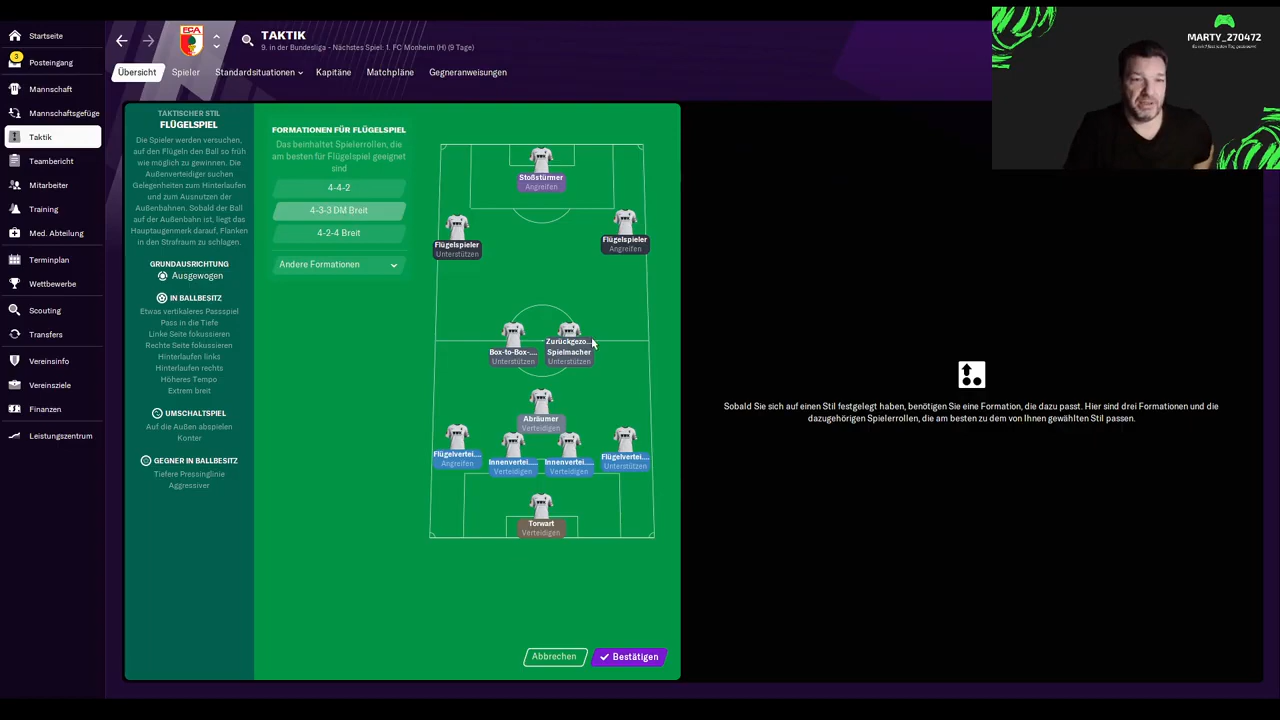 Startseite
3
Posteingang
Mannschaft
Mannschaftsgefüge
Taktik
Teambericht
Mitarbeiter
Training
Med. Abteilung
Terminplan
Wettbewerbe
Scouting
Transfers
Vereinsinfo
Vereinsziele
Finanzen
Leistungszentrum
FCA
TAKTIK
9. in der Bundesliga - Nächstes Spiel: 1. FC Monheim (H) (9 Tage)
Übersicht
Spieler
Standardsituationen
Kapitäne
Matchpläne
Gegneranweisungen
TAKTISCHER STIL
FLÜGELSPIEL
Die Spieler werden versuchen,
auf den Flügeln den Ball so früh
wie möglich zu gewinnen. Die
Außenverteidiger suchen
Gelegenheiten zum Hinterlaufen
und zum Ausnutzen der
Außenbahnen. Sobald der Ball
auf der Außenbahn ist, liegt das
Hauptaugenmerk darauf, Flanken
in den Strafraum zu schlagen.
GRUNDAUSRICHTUNG
Ausgewogen
IN BALLBESITZ
Etwas vertikaleres Passspiel
Pass in die Tiefe
Linke Seite fokussieren
Rechte Seite fokussieren
Hinterlaufen links
Hinterlaufen rechts
Höheres Tempo
Extrem breit
UMSCHALTSPIEL
Auf die Außen abspielen
Konter
GEGNER IN BALLBESITZ
Tiefere Pressinglinie
Aggressiver
FORMATIONEN FÜR FLÜGELSPIEL
Das beinhaltet Spielerrollen, die
am besten für Flügelspiel geeignet
sind
4-4-2
4-3-3 DM Breit
4-2-4 Breit
Andere Formationen
Stoßstürmer
Angreifen
Flügelspieler
Unterstützen
Flügelspieler
Angreifen
Box-to-Box-....
Unterstützen
Zurückgezo...
Spielmacher
Unterstützen
Abräumer
Verteidigen
Flügelvertei....
Angreifen
Innenvertei....
Verteidigen
Innenvertei....
Verteidigen
Flügelvertei....
Unterstützen
Torwart
Verteidigen
Abbrechen
Bestätigen
MARTY_270472
Sobald Sie sich auf einen Stil festgelegt haben, benötigen Sie eine Formation, die dazu passt. Hier sind drei Formationen und die
dazugehörigen Spielerrollen, die am besten zu dem von Ihnen gewählten Stil passen.